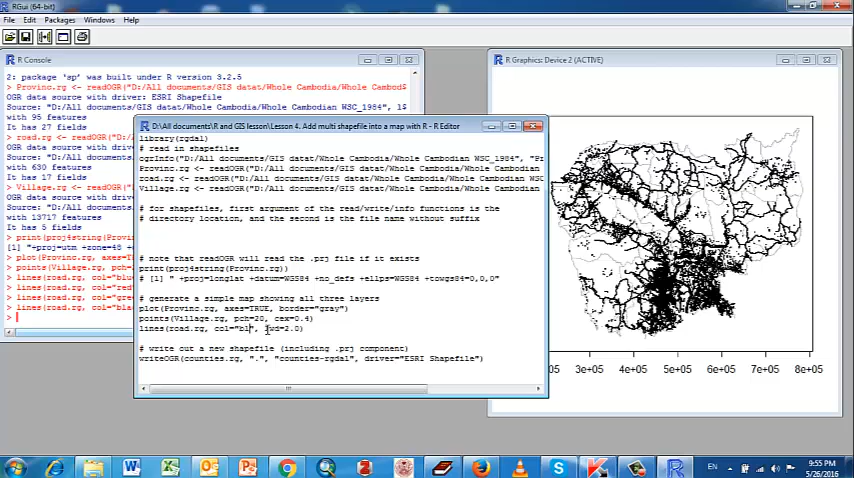 RGui (64-bit)
File Edit Packages Windows Help
R Console
2: package 'sp' was built under R version 3.2.5
> Provinc.rg <- readOGR("D:/All documents/GIS datat/Whole Cambodia/Whole Cambod$
OGR data source with driver: ESRI Shapefile
Source: "D:/All documents/GIS datat/Whole Cambodia/Whole Cambodian WSC_1984", l$
with 95 features
It has 27 fields
> road.rg <- readOGR("D:/
OGR data source with dr
Source: "D:/All documen
with 630 features
It has 17 fields
> Village.rg <- readOGR("
OGR data source with dr
Source: "D:/All documen
with 13717 features
It has 5 fields
> print(proj4string(Provi
[1] "+proj=utm +zone=48 +
> plot(Provinc.rg, axes=T
> points(Village.rg, pch=
> lines(road.rg, col="blu
> lines(road.rg, col="red
> lines(road.rg, col="gre
> lines(road.rg, col="bla
>
D:\All documents\R and GIS lesson\Lesson 4. Add multi shapefile into a map with R - R Editor
library(rgdal)
# read in shapefiles
ogrInfo("D:/All documents/GIS datat/Whole Cambodia/Whole Cambodian WSC_1984", "Pr
Provinc.rg <- readOGR("D:/All documents/GIS datat/Whole Cambodia/Whole Cambodian
road.rg <- readOGR("D:/All documents/GIS datat/Whole Cambodia/Whole Cambodian WSC
Village.rg <- readOGR("D:/All documents/GIS datat/Whole Cambodia/Whole Cambodian
# for shapefiles, first argument of the read/write/info functions is the
# directory location, and the second is the file name without suffix
# note that readOGR will read the .prj file if it exists
print(proj4string(Provinc.rg))
# [1] " +proj=longlat +datum=WGS84 +no_defs +ellps=WGS84 +towgs84=0,0,0"
# generate a simple map showing all three layers
plot(Provinc.rg, axes=TRUE, border="gray")
points(Village.rg, pch=20, cex=0.4)
lines(road.rg, col="bl", lwd=2.0)
# write out a new shapefile (including .prj component)
writeOGR(counties.rg, ".", "counties-rgdal", driver="ESRI Shapefile")
R Graphics: Device 2 (ACTIVE)
05 4e+05 5e+05 6e+05 7e+05 8e+05
EN
9:55 PM
5/26/2016